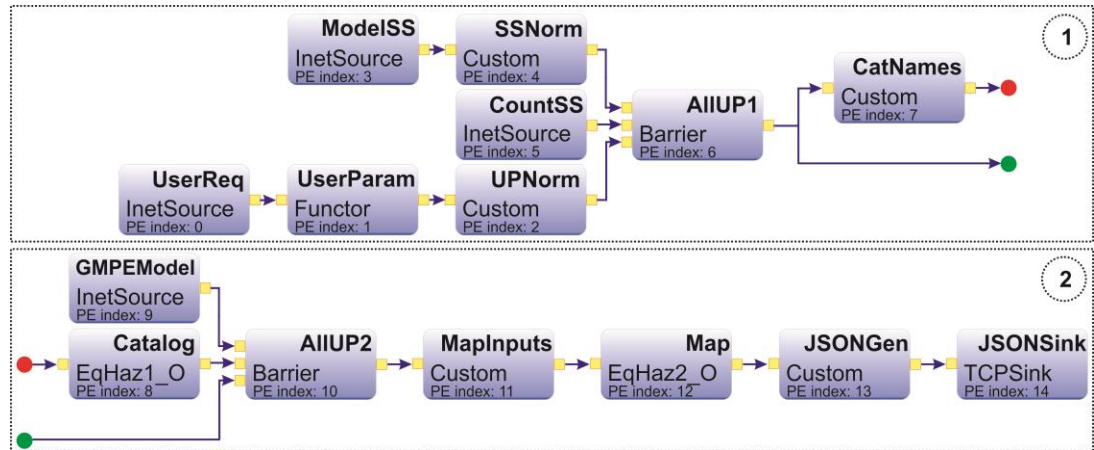 ModelSS
InetSource
PE index: 3
SSNorm
Custom
PE index: 4
1
CatNames
Custom
PE index: 7
CountSS
InetSource
PE index: 5
AllUP1
Barrier
PE index: 6
UserReq
InetSource
PE index: 0
UserParam
Functor
PE index: 1
UPNorm
Custom
PE index: 2
GMPEModel
InetSource
PE index: 9
2
Catalog
EqHaz1_O
PE index: 8
AllUP2
Barrier
PE index: 10
MapInputs
Custom
PE index: 11
Map
EqHaz2_O
PE index: 12
JSONGen
Custom
PE index: 13
JSONSink
TCPSink
PE index: 14